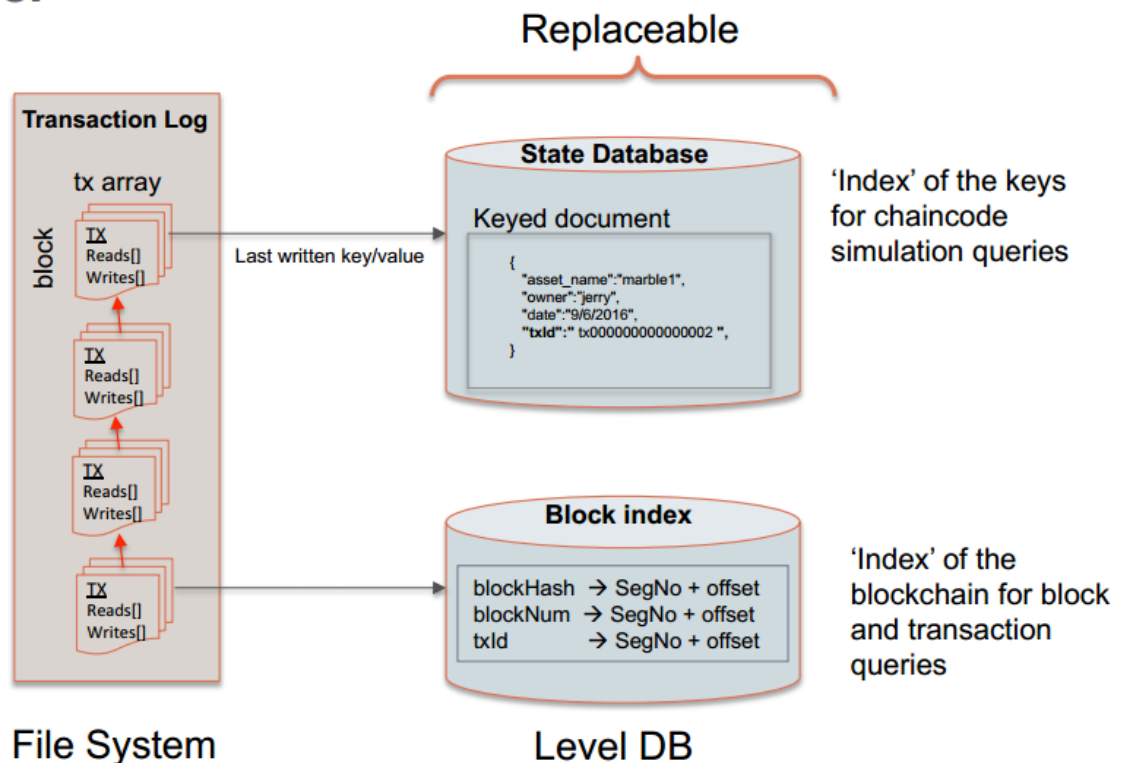 Replaceable
Transaction Log
tx array
block
TX
Reads[]
Writes[]
TX
Reads[]
Writes[]
TX
Reads[]
Writes[]
TX
Reads[]
Writes[]
Last written key/value
State Database
Keyed document
{
"asset_name":"marble1",
"owner":"jerry",
"date":"9/6/2016",
"txId":" tx000000000000002 ",
}
'Index' of the keys
for chaincode
simulation queries
Block index
blockHash → SegNo + offset
blockNum → SegNo + offset
txId → SegNo + offset
'Index' of the
blockchain for block
and transaction
queries
File System
Level DB